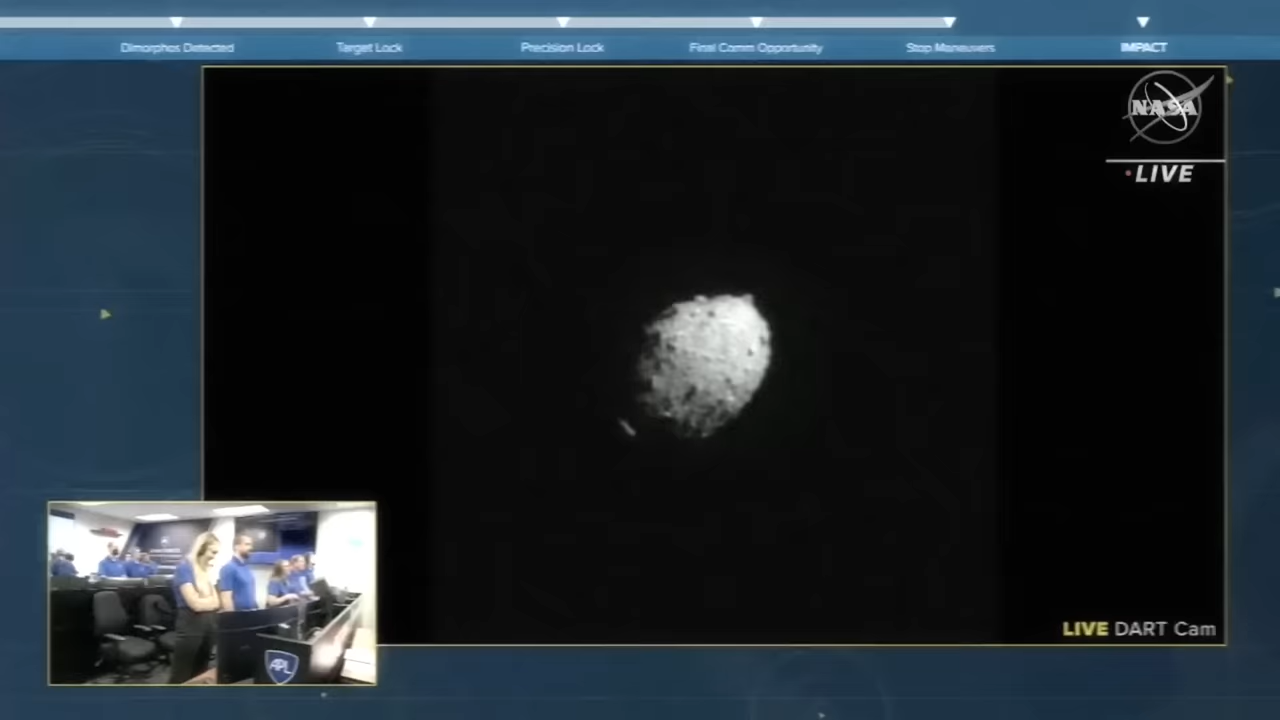 Dimorphos Detected
Target Lock
Precision Lock
Final Comm Opportunity
Stop Maneuvers
IMPACT
NASA
LIVE
LIVE DART Cam
APL